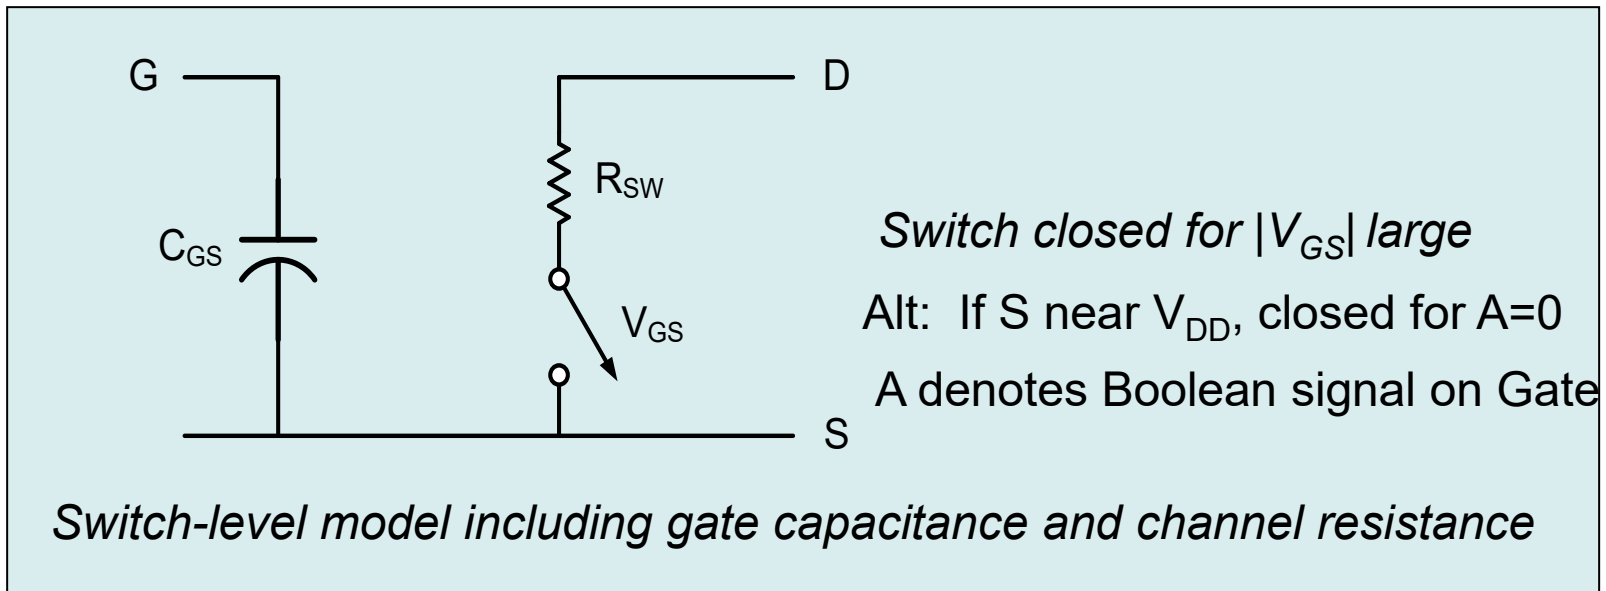 G
D
R_SW
C_GS
Switch closed for |V_GS| large
V_GS
Alt: If S near V_DD, closed for A=0
A denotes Boolean signal on Gate
S
Switch-level model including gate capacitance and channel resistance